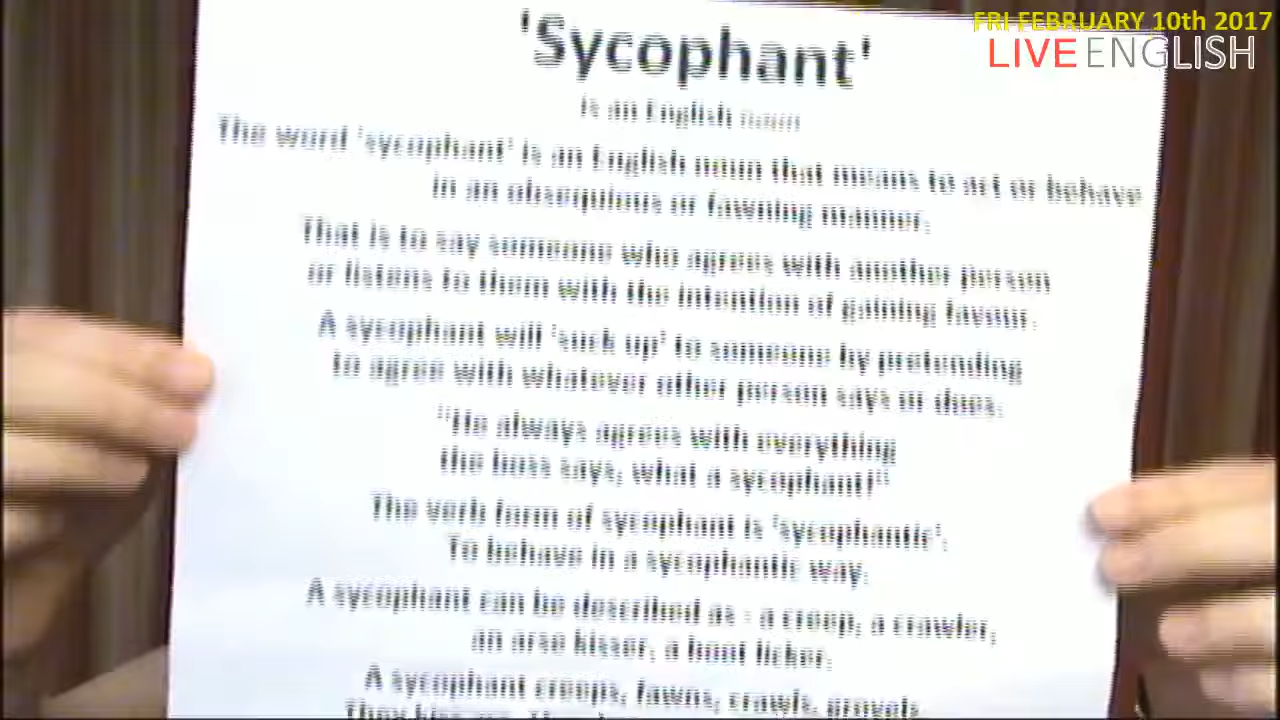 FRI FEBRUARY 10th 2017
LIVE ENGLISH
'Sycophant'
is an English noun
The word 'sycophant' is an English noun that means to act or behave
in an obsequious or fawning manner.
That is to say someone who agrees with another person
or listens to them with the intention of gaining favour.
A sycophant will 'suck up' to someone by pretending
to agree with whatever other person says or does.
"He always agrees with everything
the boss says, what a sycophant!"
The verb form of sycophant is 'sycophantic'.
To behave in a sycophantic way.
A sycophant can be described as - a creep, a crawler,
an arse kisser, a boot licker.
A sycophant creeps, fawns, crawls, grovels